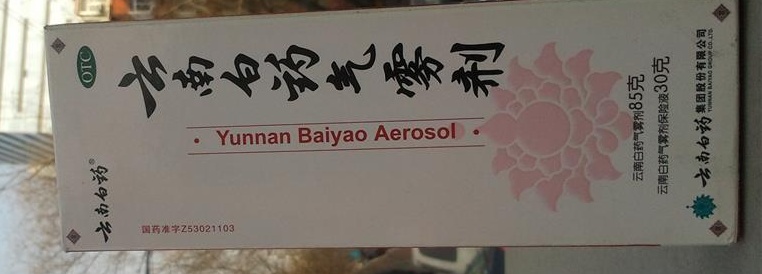 OTC
云南白药气雾剂
· Yunnan Baiyao Aerosol ·
云南白药气雾剂85克
云南白药气雾剂保险液30克
云南白药®
国药准字Z53021103
云南白药 集团股份有限公司
YUNNAN BAIYAO GROUP CO.,LTD.